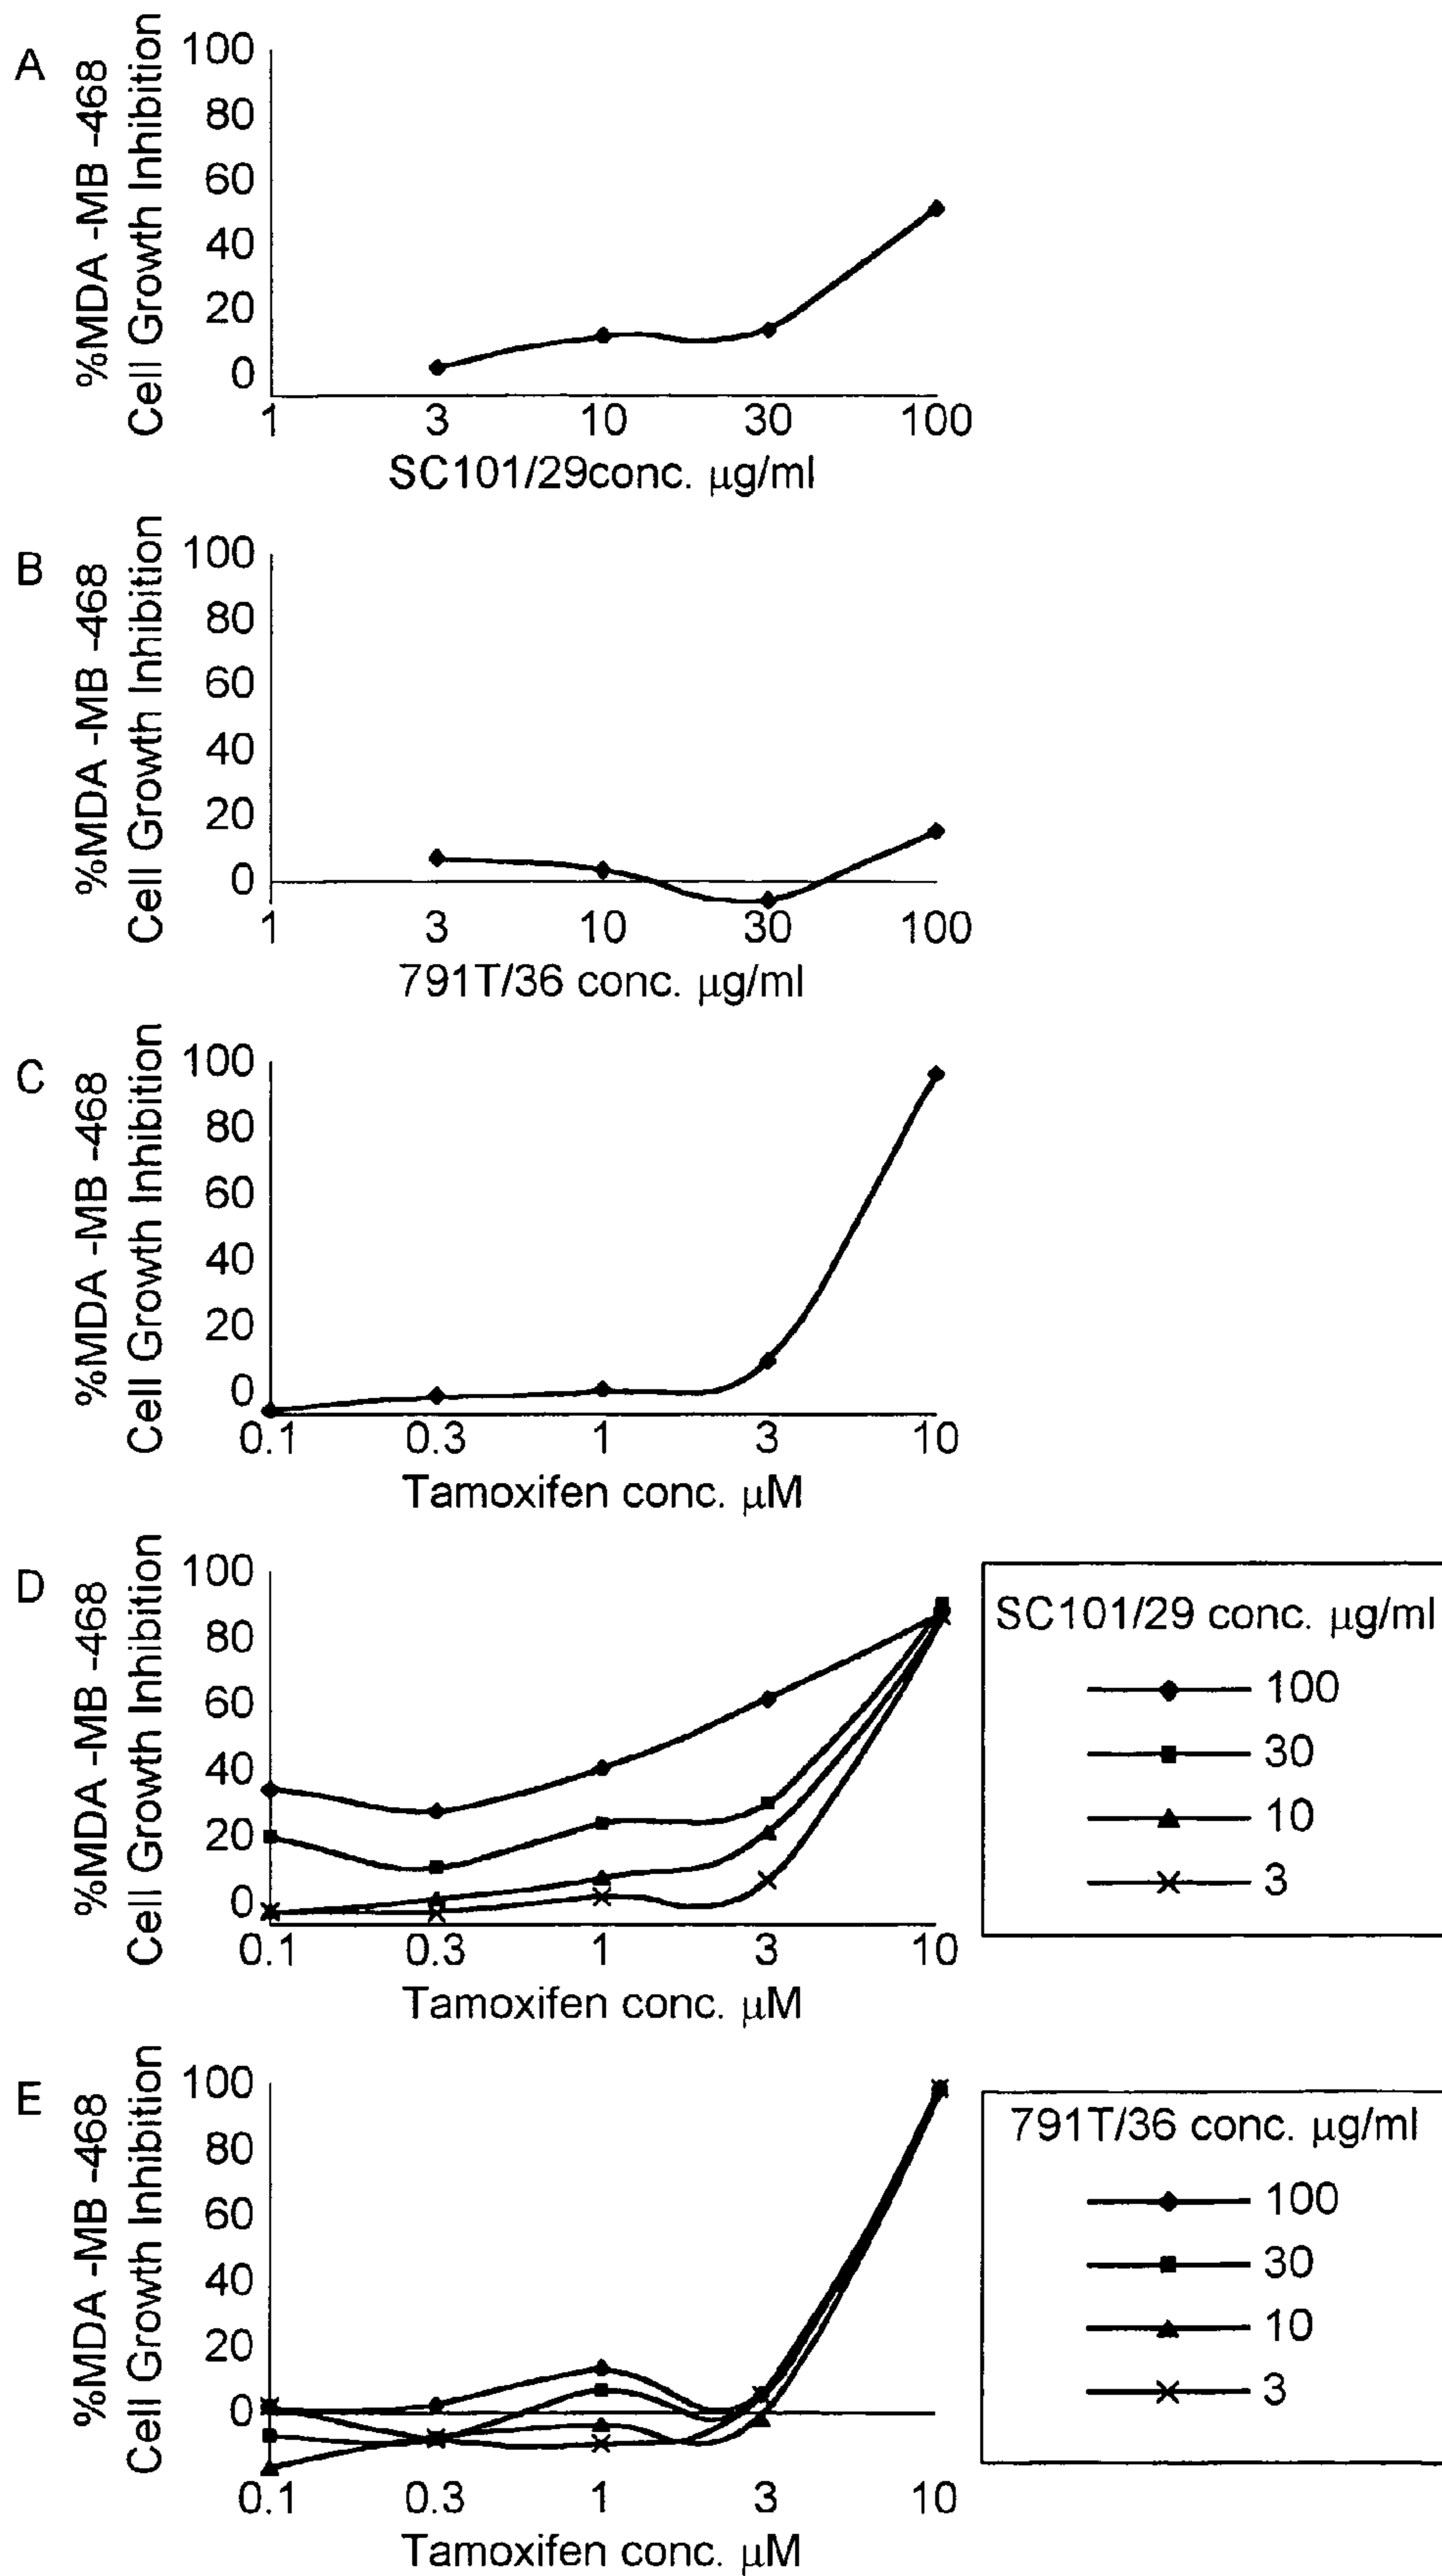 A
%MDA -MB -468
Cell Growth Inhibition
100
80
60
40
20
0
1 3 10 30 100
SC101/29conc. μg/ml
B
%MDA -MB -468
Cell Growth Inhibition
100
80
60
40
20
0
1 3 10 30 100
791T/36 conc. μg/ml
C
%MDA -MB -468
Cell Growth Inhibition
100
80
60
40
20
0
0.1 0.3 1 3 10
Tamoxifen conc. μM
D
%MDA -MB -468
Cell Growth Inhibition
100
80
60
40
20
0
0.1 0.3 1 3 10
Tamoxifen conc. μM
SC101/29 conc. μg/ml
100
30
10
3
E
%MDA -MB -468
Cell Growth Inhibition
100
80
60
40
20
0
0.1 0.3 1 3 10
Tamoxifen conc. μM
791T/36 conc. μg/ml
100
30
10
3